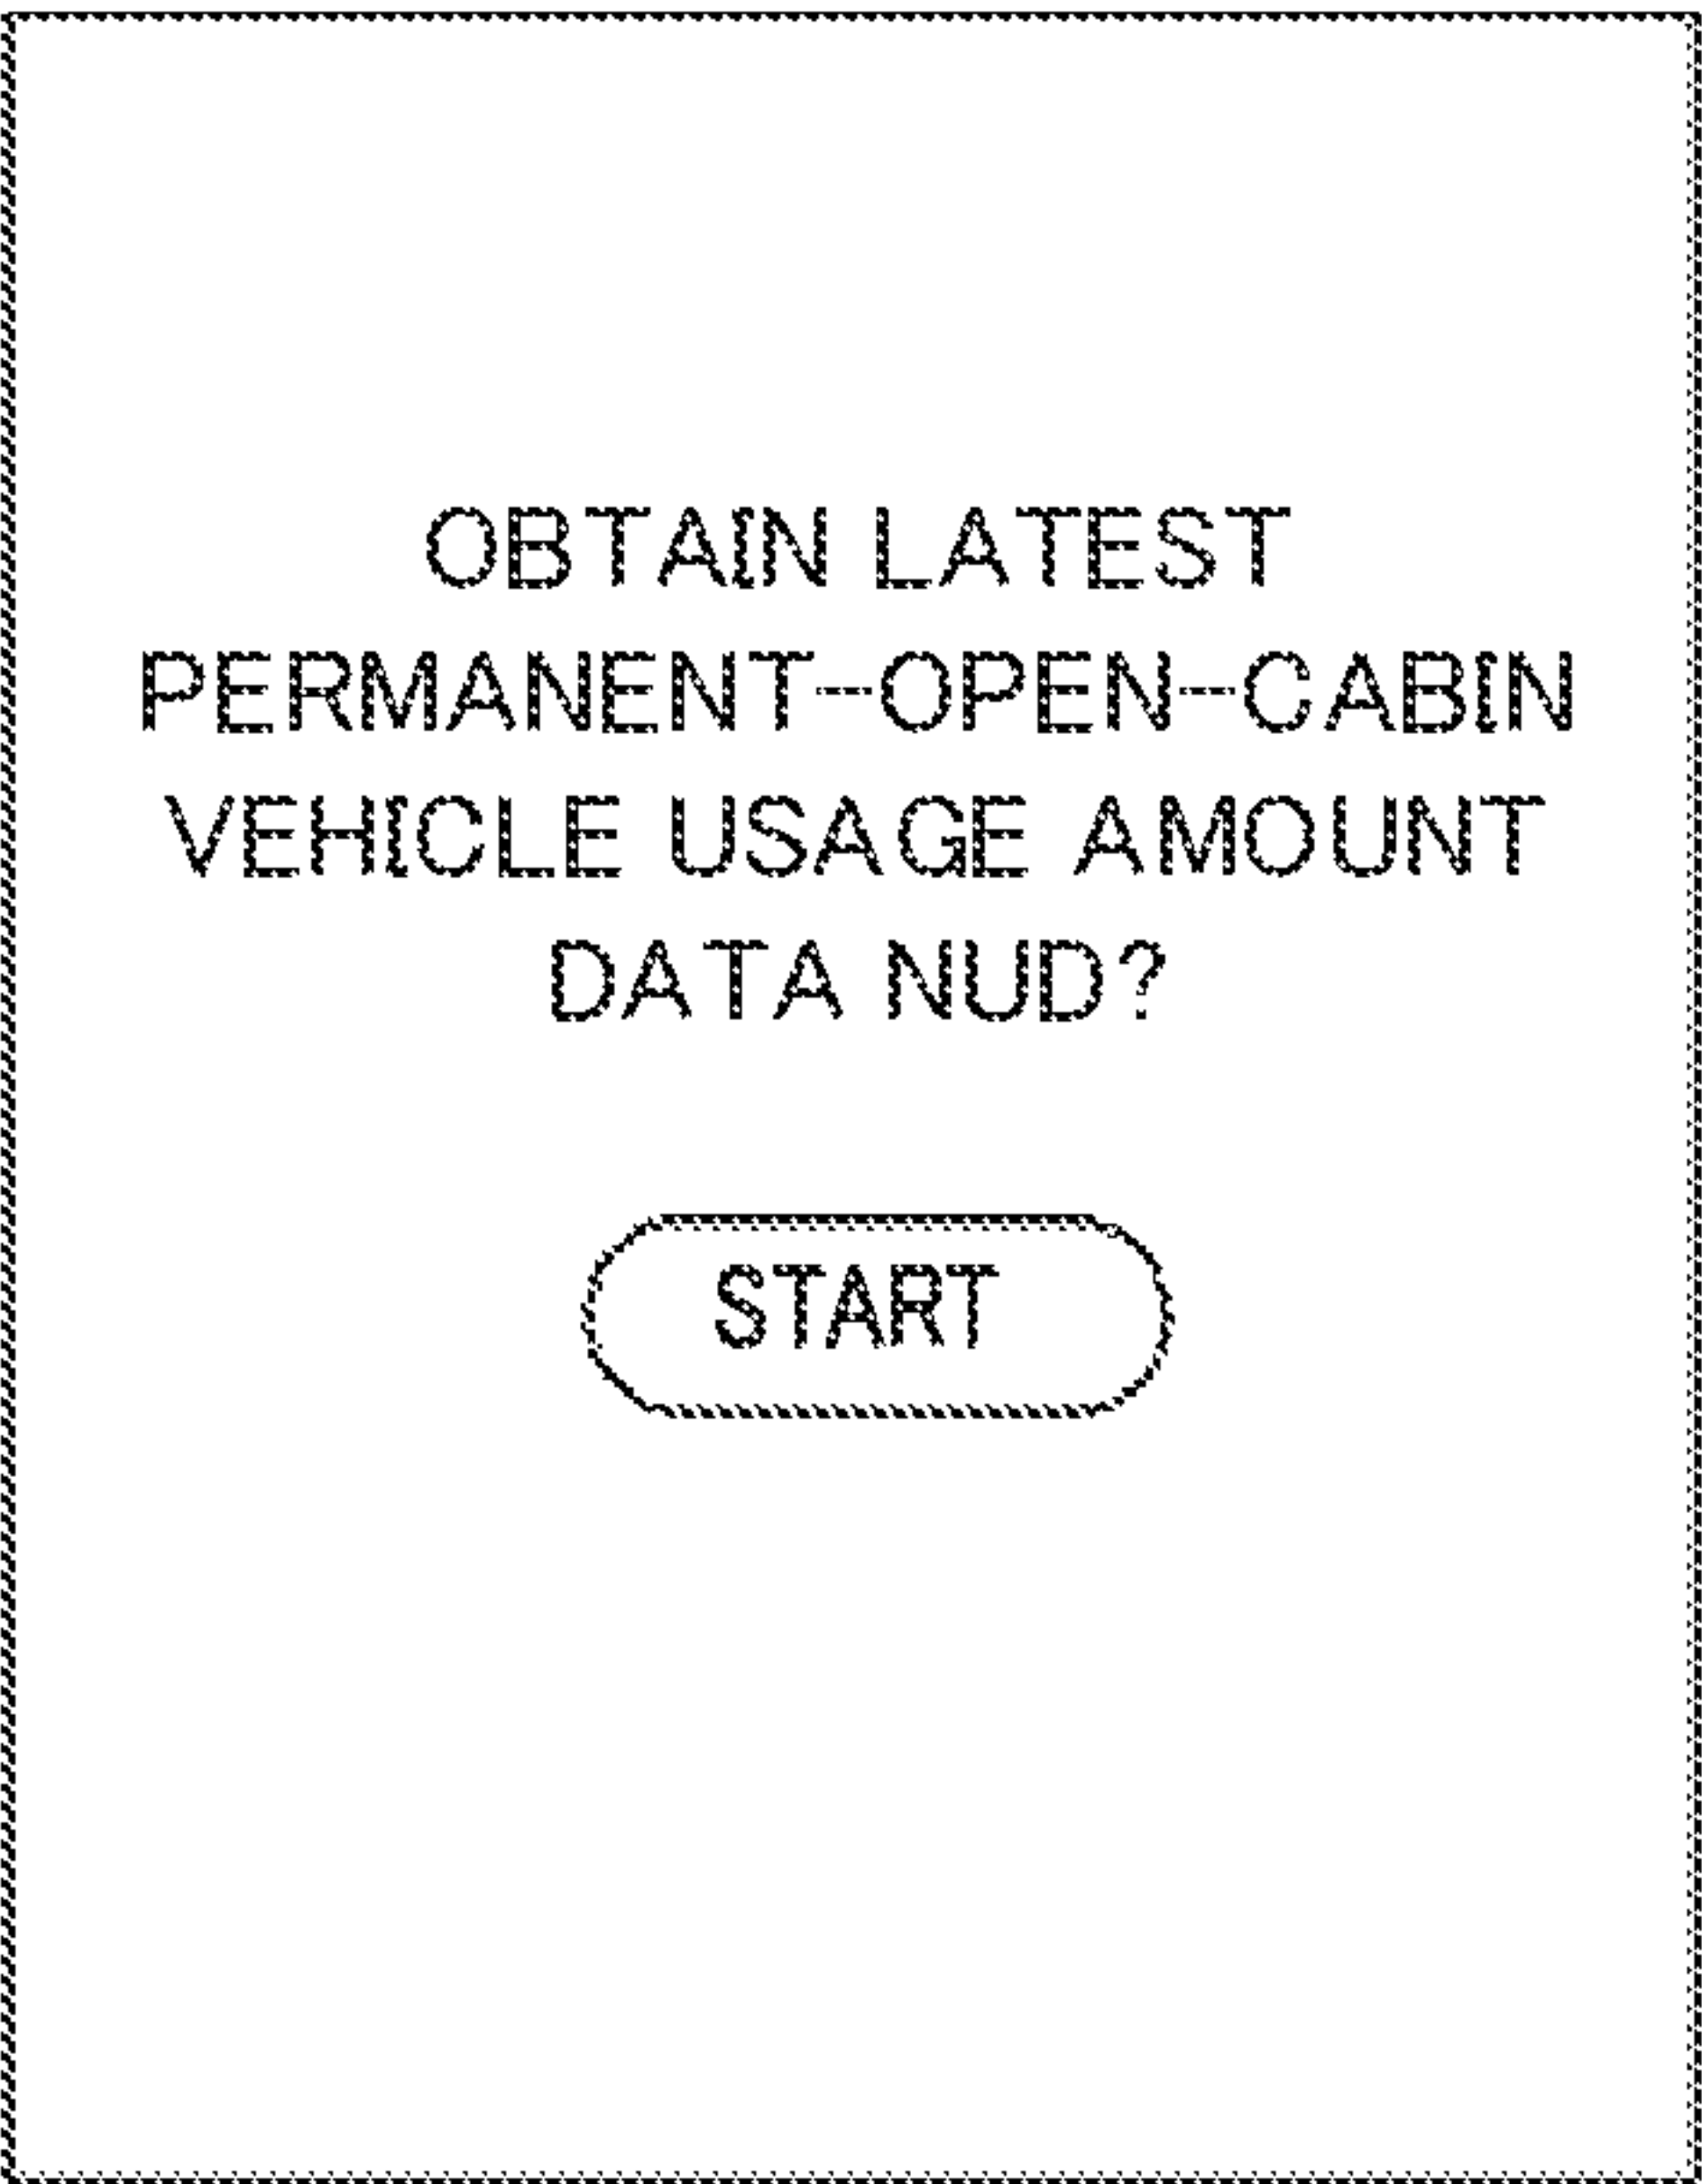 OBTAIN LATEST
PERMANENT-OPEN-CABIN
VEHICLE USAGE AMOUNT
DATA NUD?
START